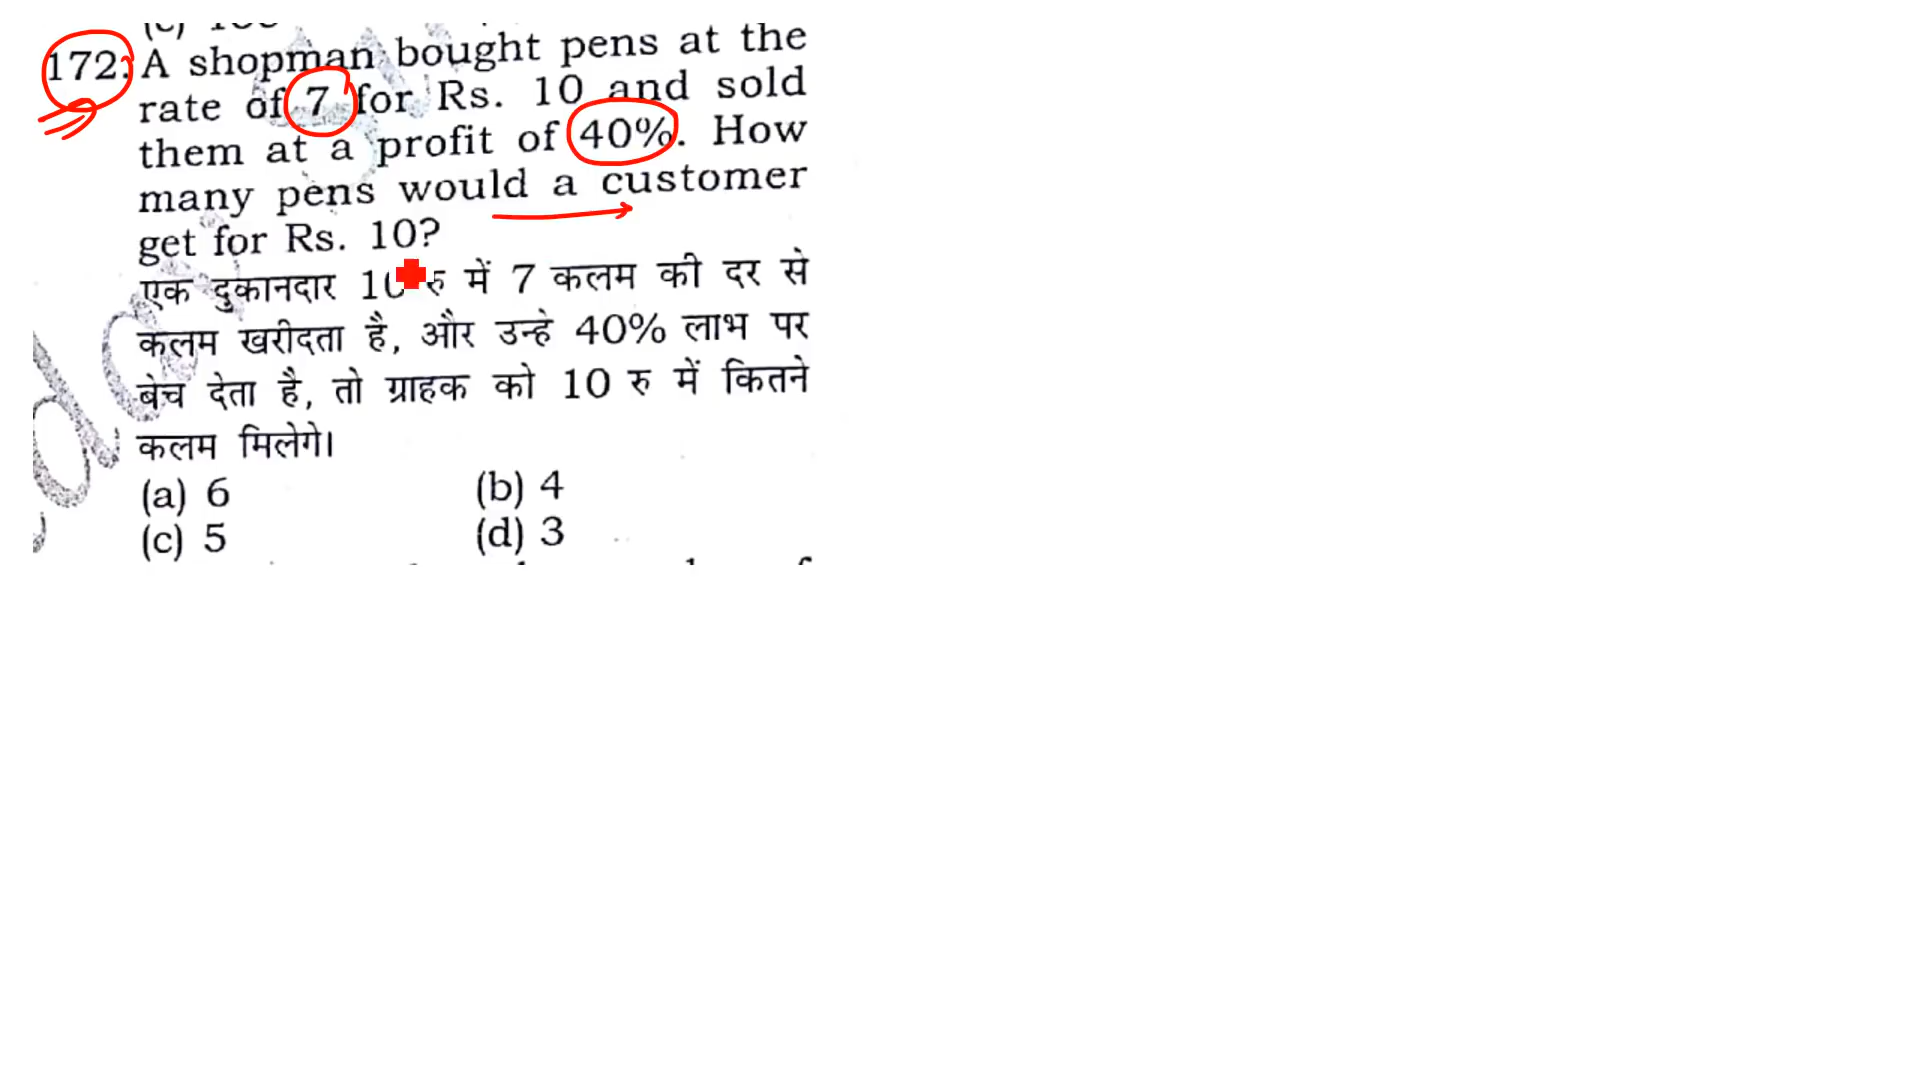 172. A shopman bought pens at the
rate of 7 for Rs. 10 and sold
them at a profit of 40%. How
many pens would a customer
get for Rs. 10?
एक दुकानदार 10 रु में 7 कलम की दर से
कलम खरीदता है, और उन्हे 40% लाभ पर
बेच देता है, तो ग्राहक को 10 रु में कितने
कलम मिलेगे।
(a) 6 (b) 4
(c) 5 (d) 3